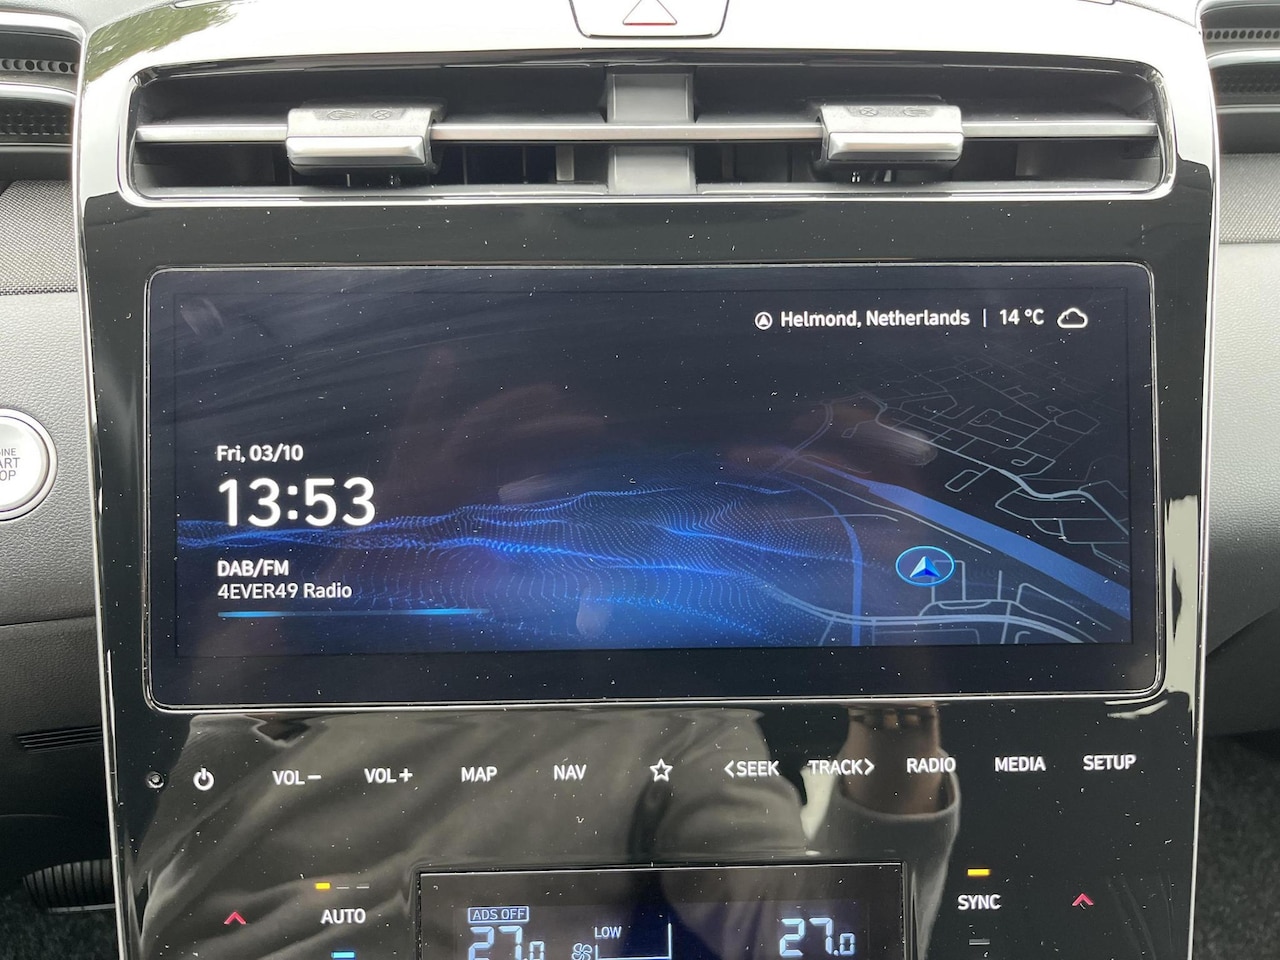 Helmond, Netherlands | 14 °C
Fri, 03/10
13:53
DAB/FM
4EVER49 Radio
VOL− VOL+ MAP NAV <SEEK TRACK> RADIO MEDIA SETUP
AUTO SYNC
ADS OFF
27.0 LOW 27.0